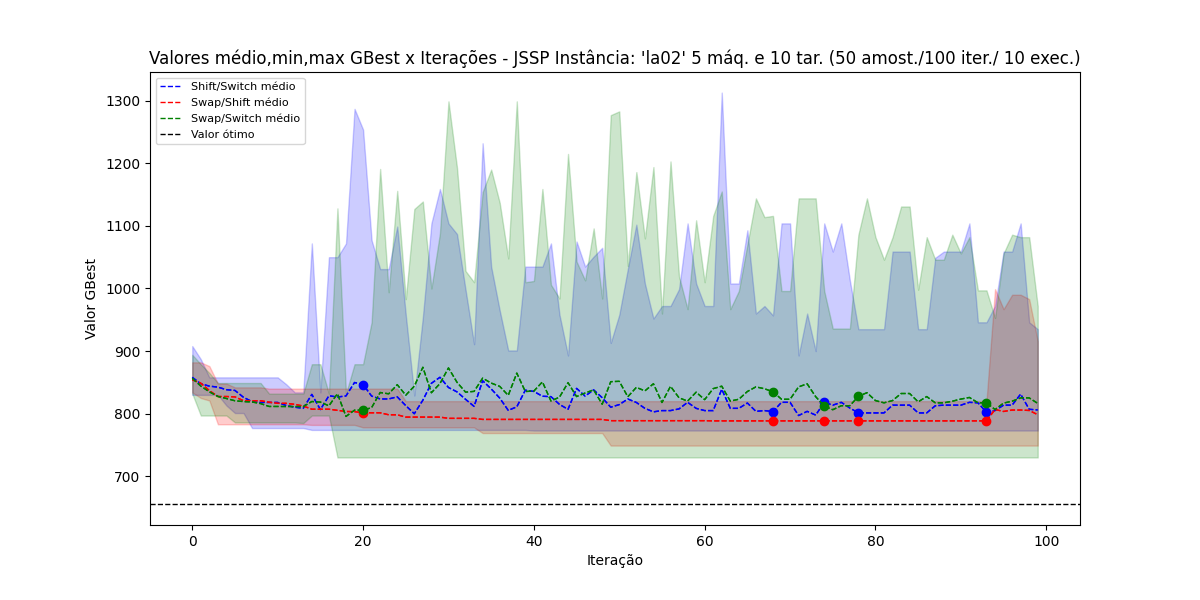 Valores médio,min,max GBest x Iterações - JSSP Instância: 'la02' 5 máq. e 10 tar. (50 amost./100 iter./ 10 exec.)
Shift/Switch médio
Swap/Shift médio
Swap/Switch médio
Valor ótimo
Valor GBest
1300
1200
1100
1000
900
800
700
0 20 40 60 80 100
Iteração